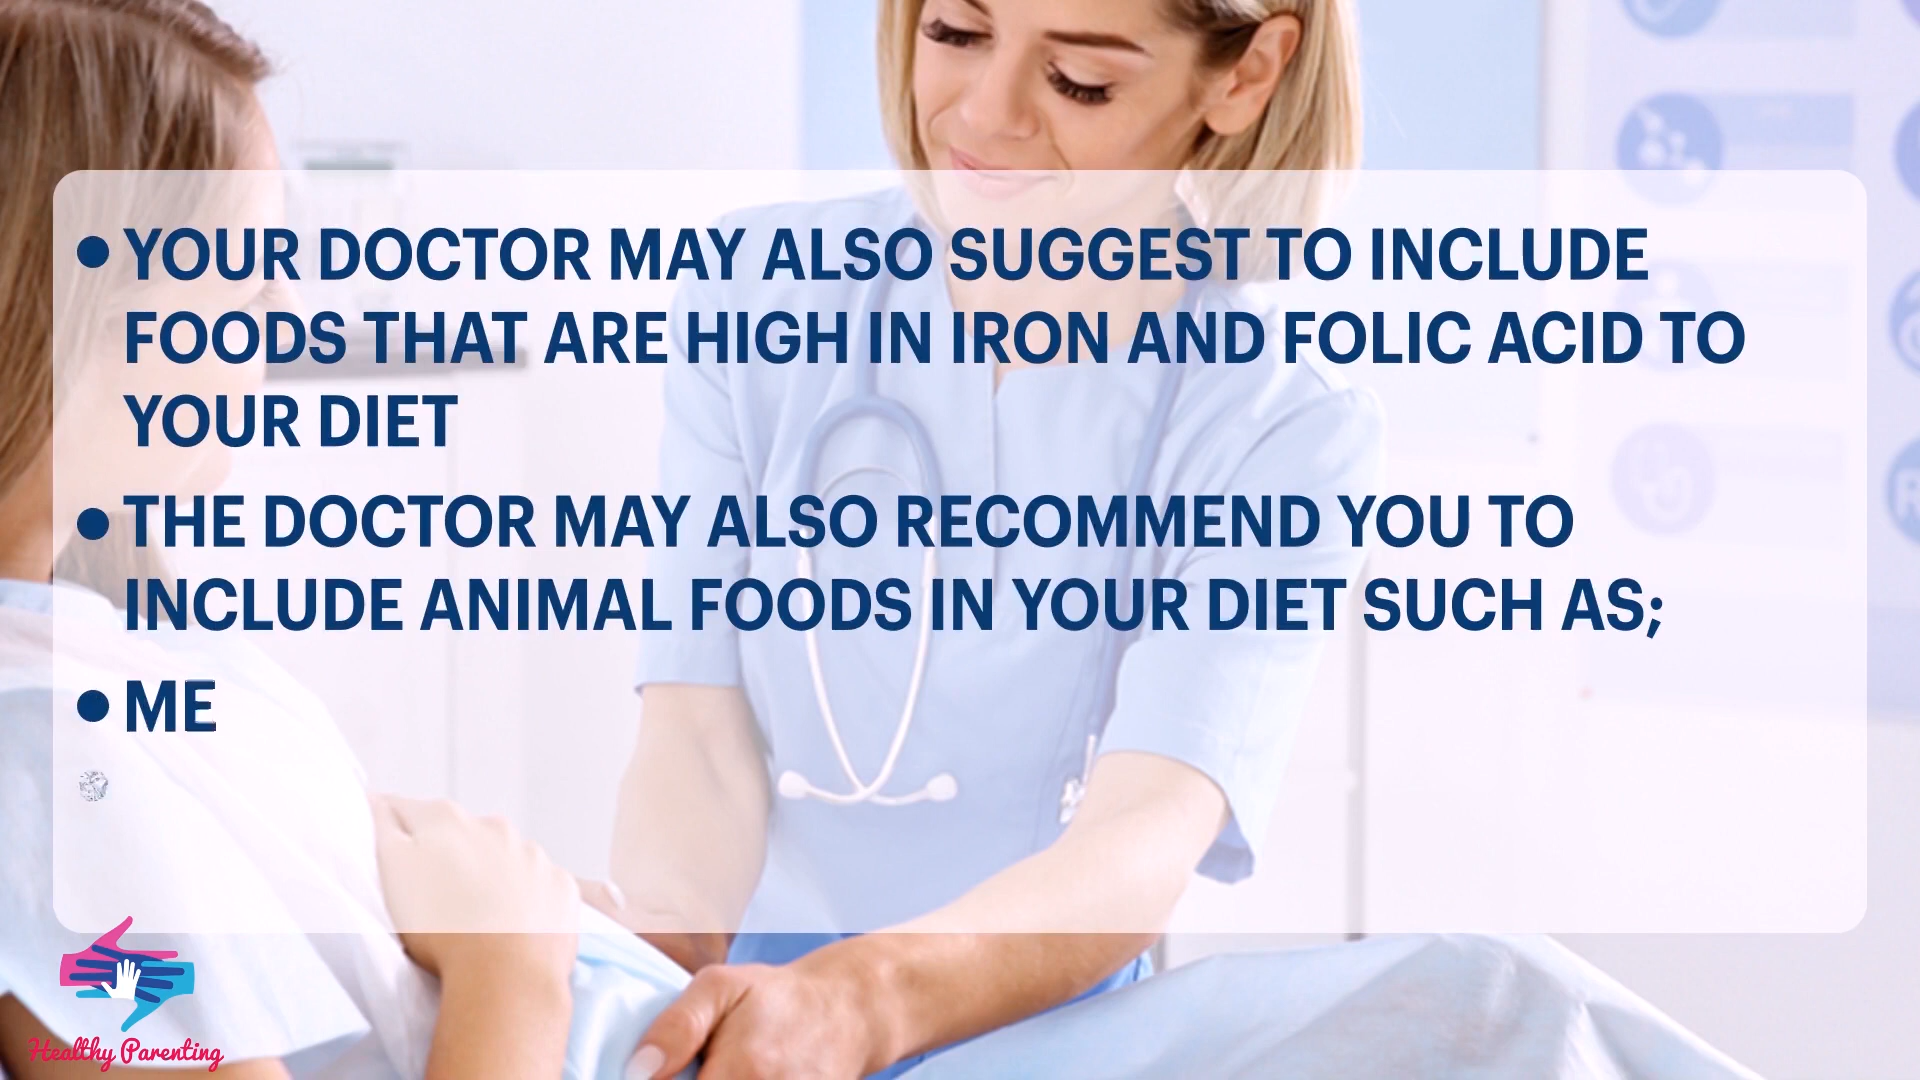 • YOUR DOCTOR MAY ALSO SUGGEST TO INCLUDE
FOODS THAT ARE HIGH IN IRON AND FOLIC ACID TO
YOUR DIET
• THE DOCTOR MAY ALSO RECOMMEND YOU TO
INCLUDE ANIMAL FOODS IN YOUR DIET SUCH AS;
• ME
Healthy Parenting